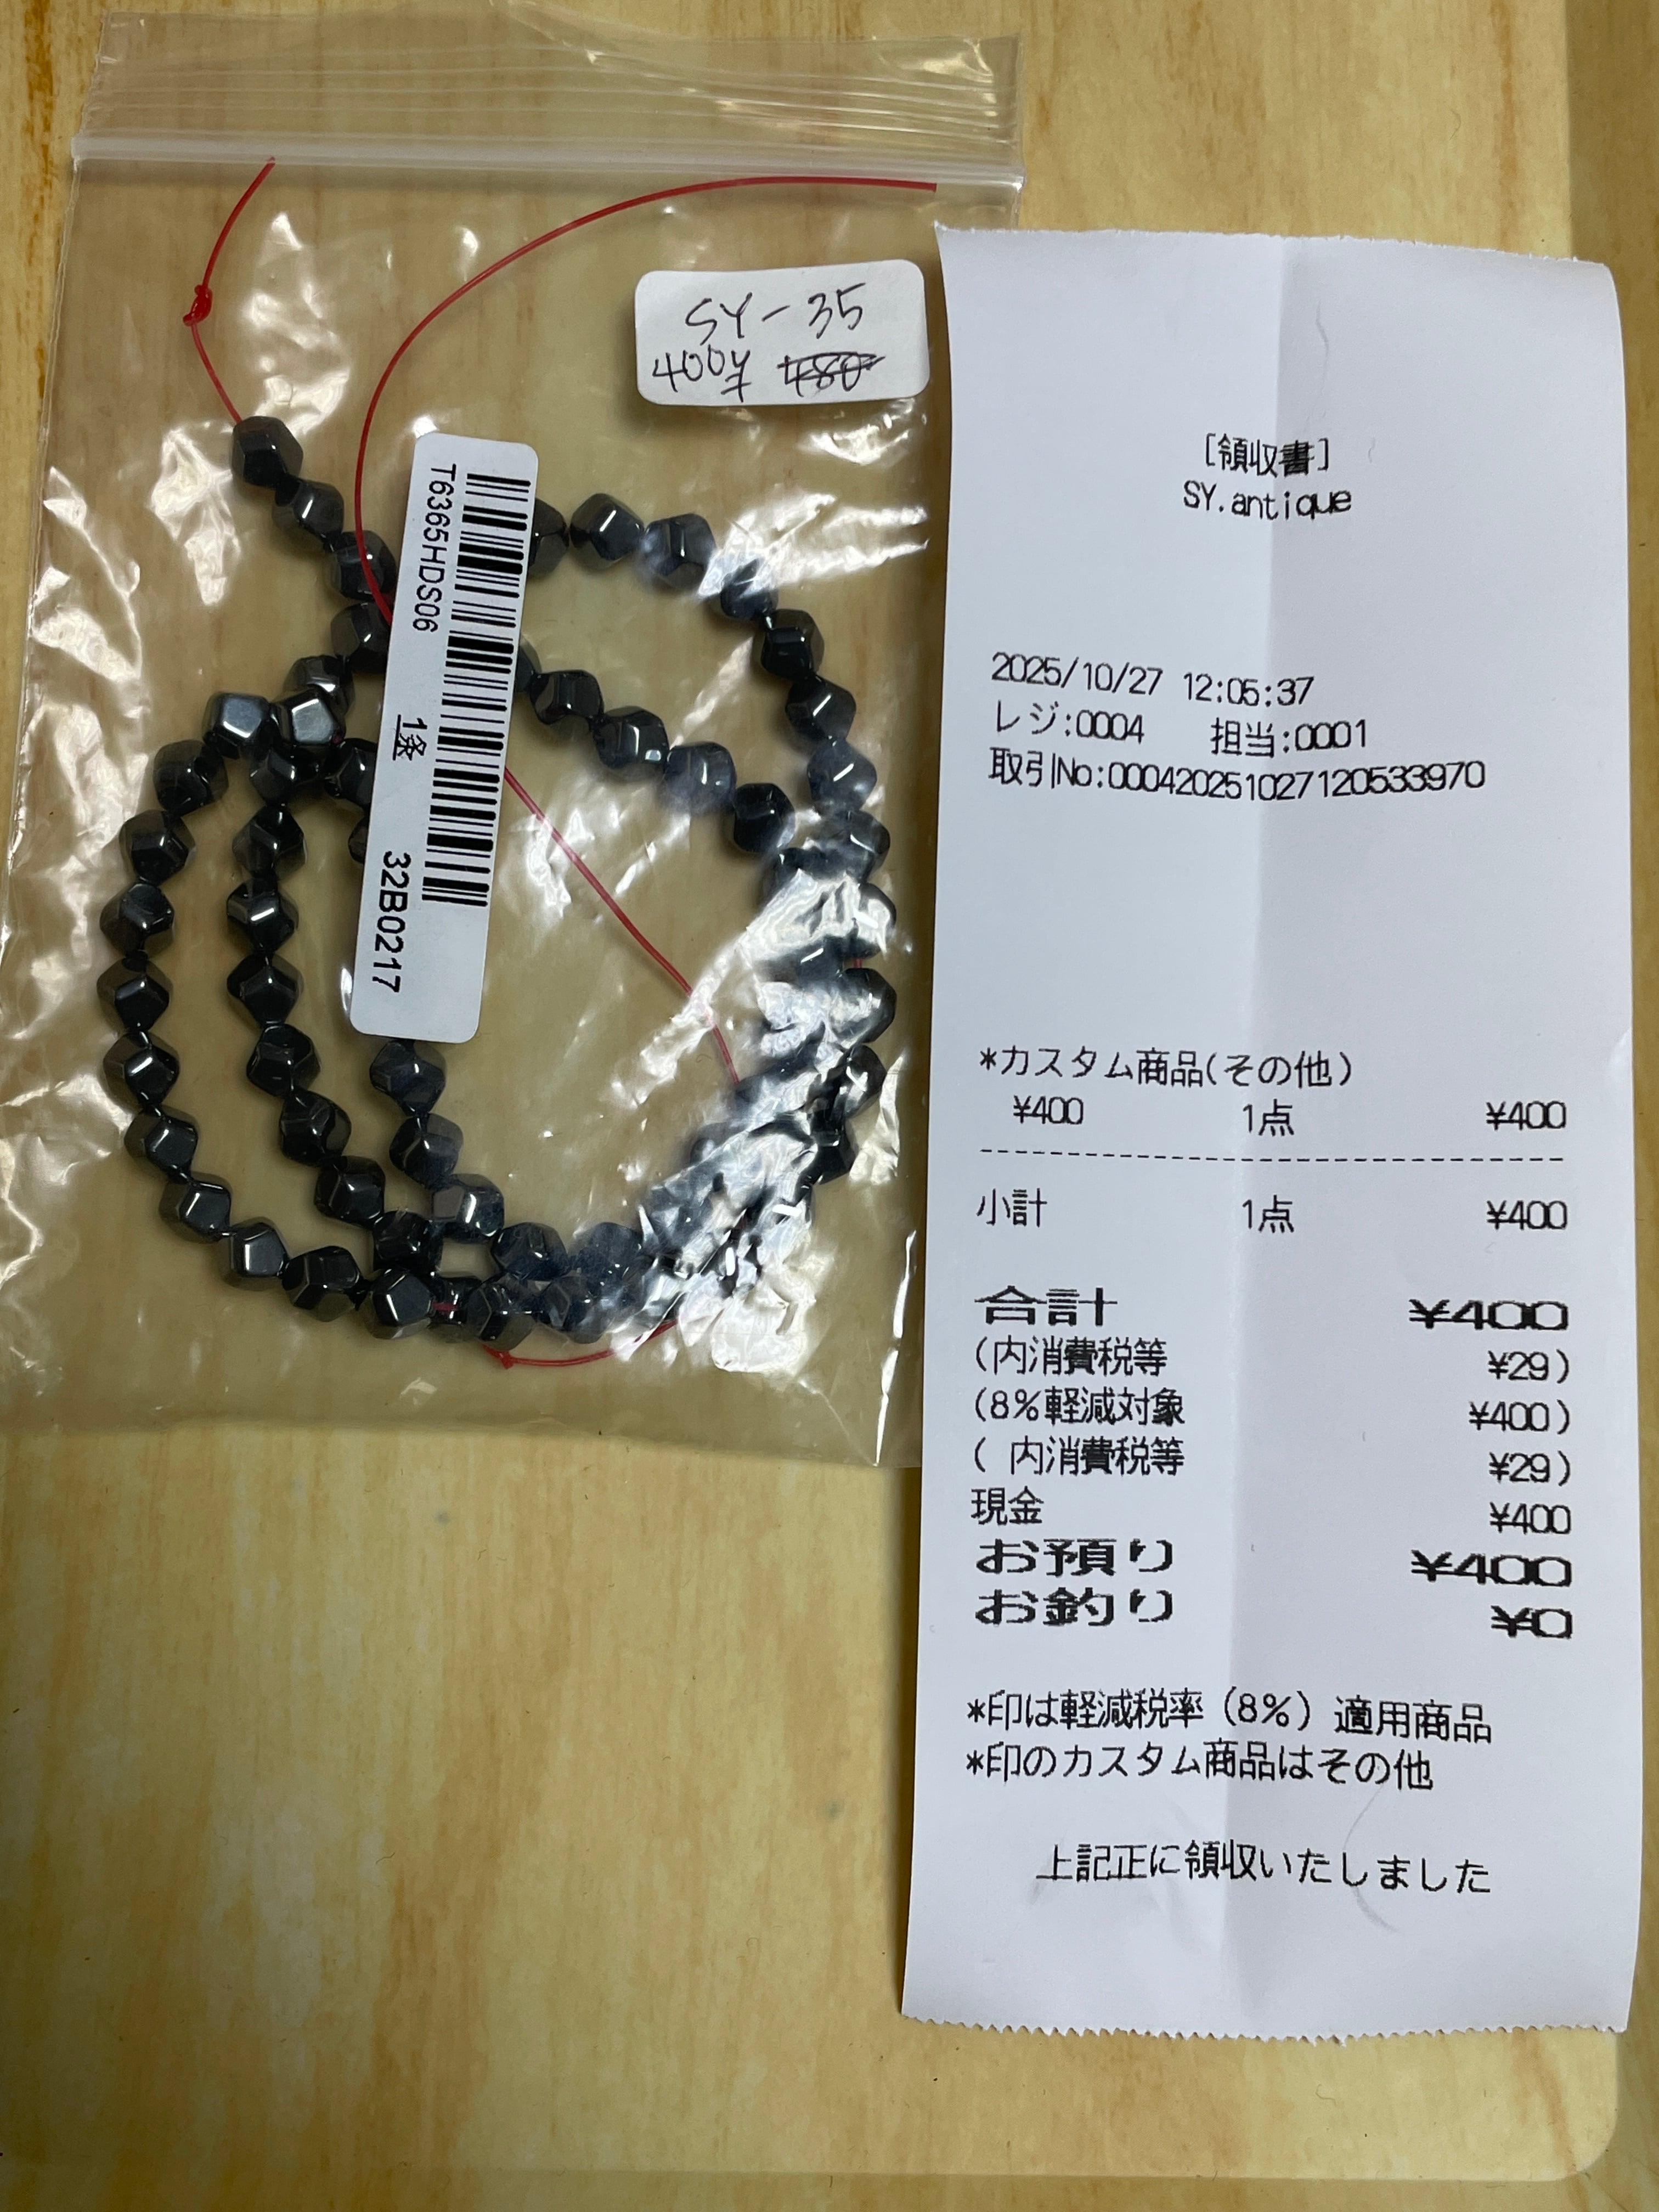 SY-35
400¥ 480
T6365HDS06 1条 32B0217
[領収書]
SY.antique
2025/10/27 12:05:37
レジ:0004 担当:0001
取引No:00042025102712053​3970
*カスタム商品(その他)
¥400 1点 ¥400
小計 1点 ¥400
合計 ¥400
(内消費税等 ¥29)
(8%軽減対象 ¥400)
( 内消費税等 ¥29)
現金 ¥400
お預り ¥400
お釣り ¥0
*印は軽減税率(8%)適用商品
*印のカスタム商品はその他
上記正に領収いたしました